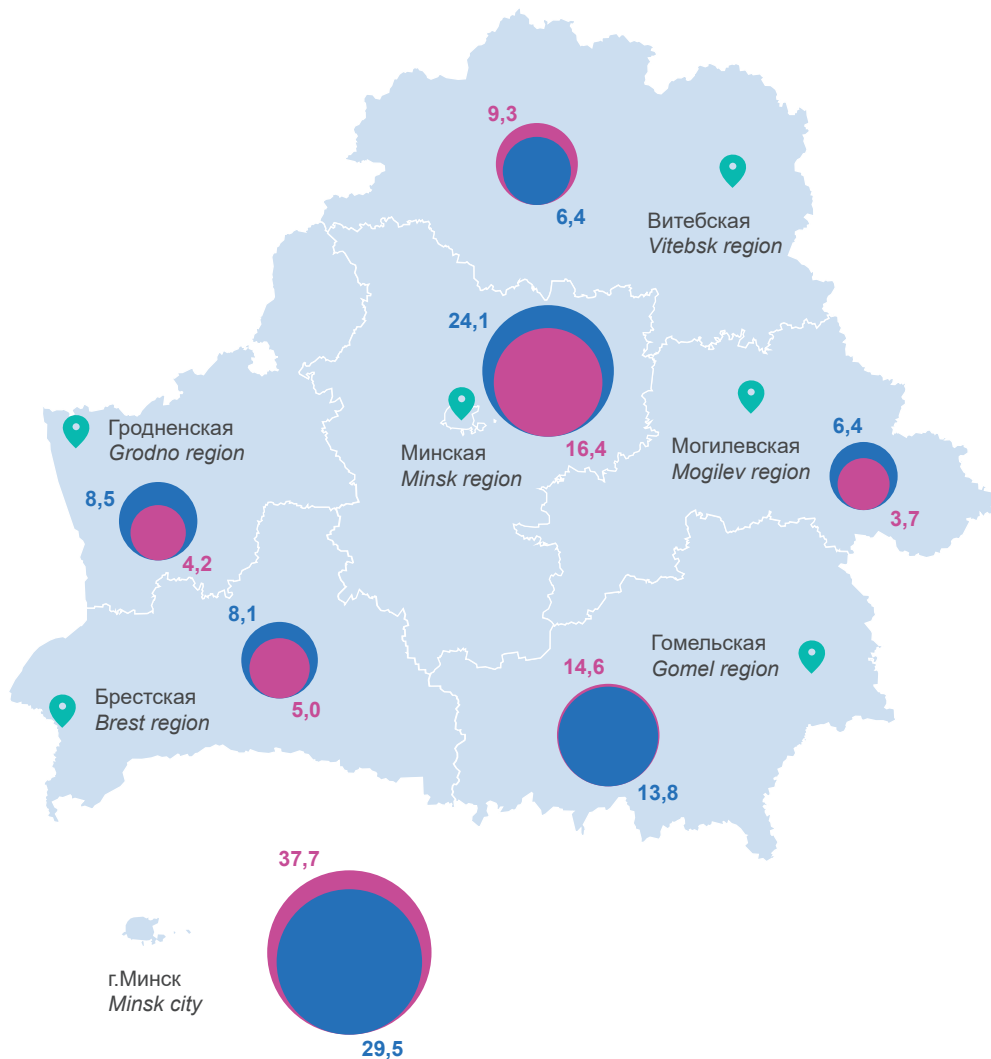 9,3
6,4
Витебская
Vitebsk region
24,1
16,4
Минская
Minsk region
Гродненская
Grodno region
8,5
4,2
Могилевская
Mogilev region
6,4
3,7
8,1
5,0
Брестская
Brest region
Гомельская
Gomel region
14,6
13,8
37,7
29,5
г.Минск
Minsk city